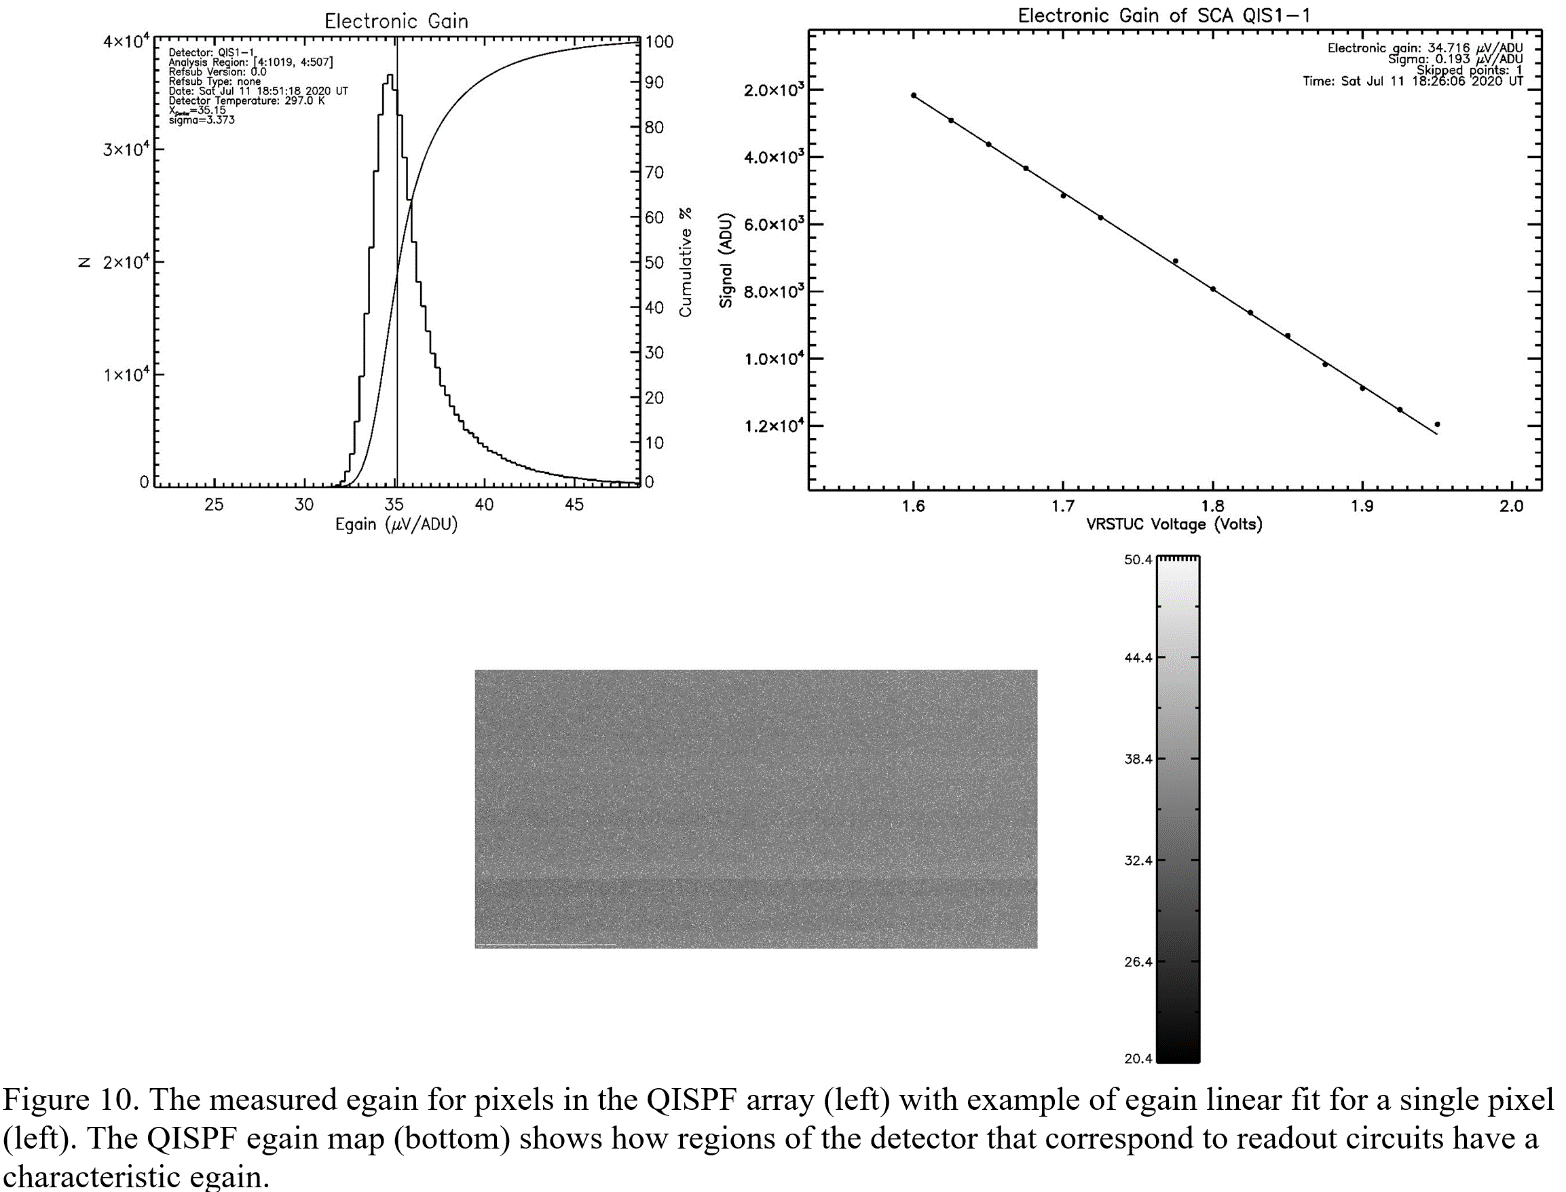 Electronic Gain
4×10⁴
3×10⁴
2×10⁴
1×10⁴
0
N
Detector: QIS1-1
Analysis Region: [4:1019, 4:507]
Refsub Version: 0.0
Refsub Type: none
Date: Sat Jul 11 18:51:18 2020 UT
Detector Temperature: 297.0 K
=35.15
sigma=3.373
100
90
80
70
60
50
40
30
20
10
0
Cumulative %
25 30 35 40 45
Egain (μV/ADU)
Electronic Gain of SCA QIS1-1
Electronic gain: 34.716 μV/ADU
Sigma: 0.193 μV/ADU
Skipped points: 1
Time: Sat Jul 11 18:26:06 2020 UT
2.0×10³
4.0×10³
6.0×10³
8.0×10³
1.0×10⁴
1.2×10⁴
Signal (ADU)
1.6 1.7 1.8 1.9 2.0
VRSTUC Voltage (Volts)
50.4
44.4
38.4
32.4
26.4
20.4
Figure 10. The measured egain for pixels in the QISPF array (left) with example of egain linear fit for a single pixel
(left). The QISPF egain map (bottom) shows how regions of the detector that correspond to readout circuits have a
characteristic egain.